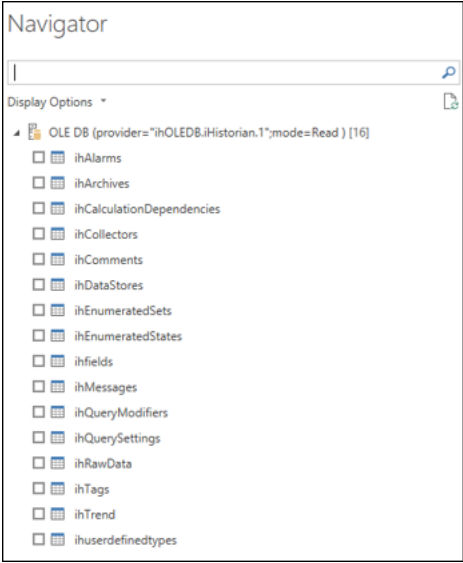 Navigator
Display Options
OLE DB (provider="ihOLEDB.iHistorian.1";mode=Read ) [16]
ihAlarms
ihArchives
ihCalculationDependencies
ihCollectors
ihComments
ihDataStores
ihEnumeratedSets
ihEnumeratedStates
ihfields
ihMessages
ihQueryModifiers
ihQuerySettings
ihRawData
ihTags
ihTrend
ihuserdefinedtypes